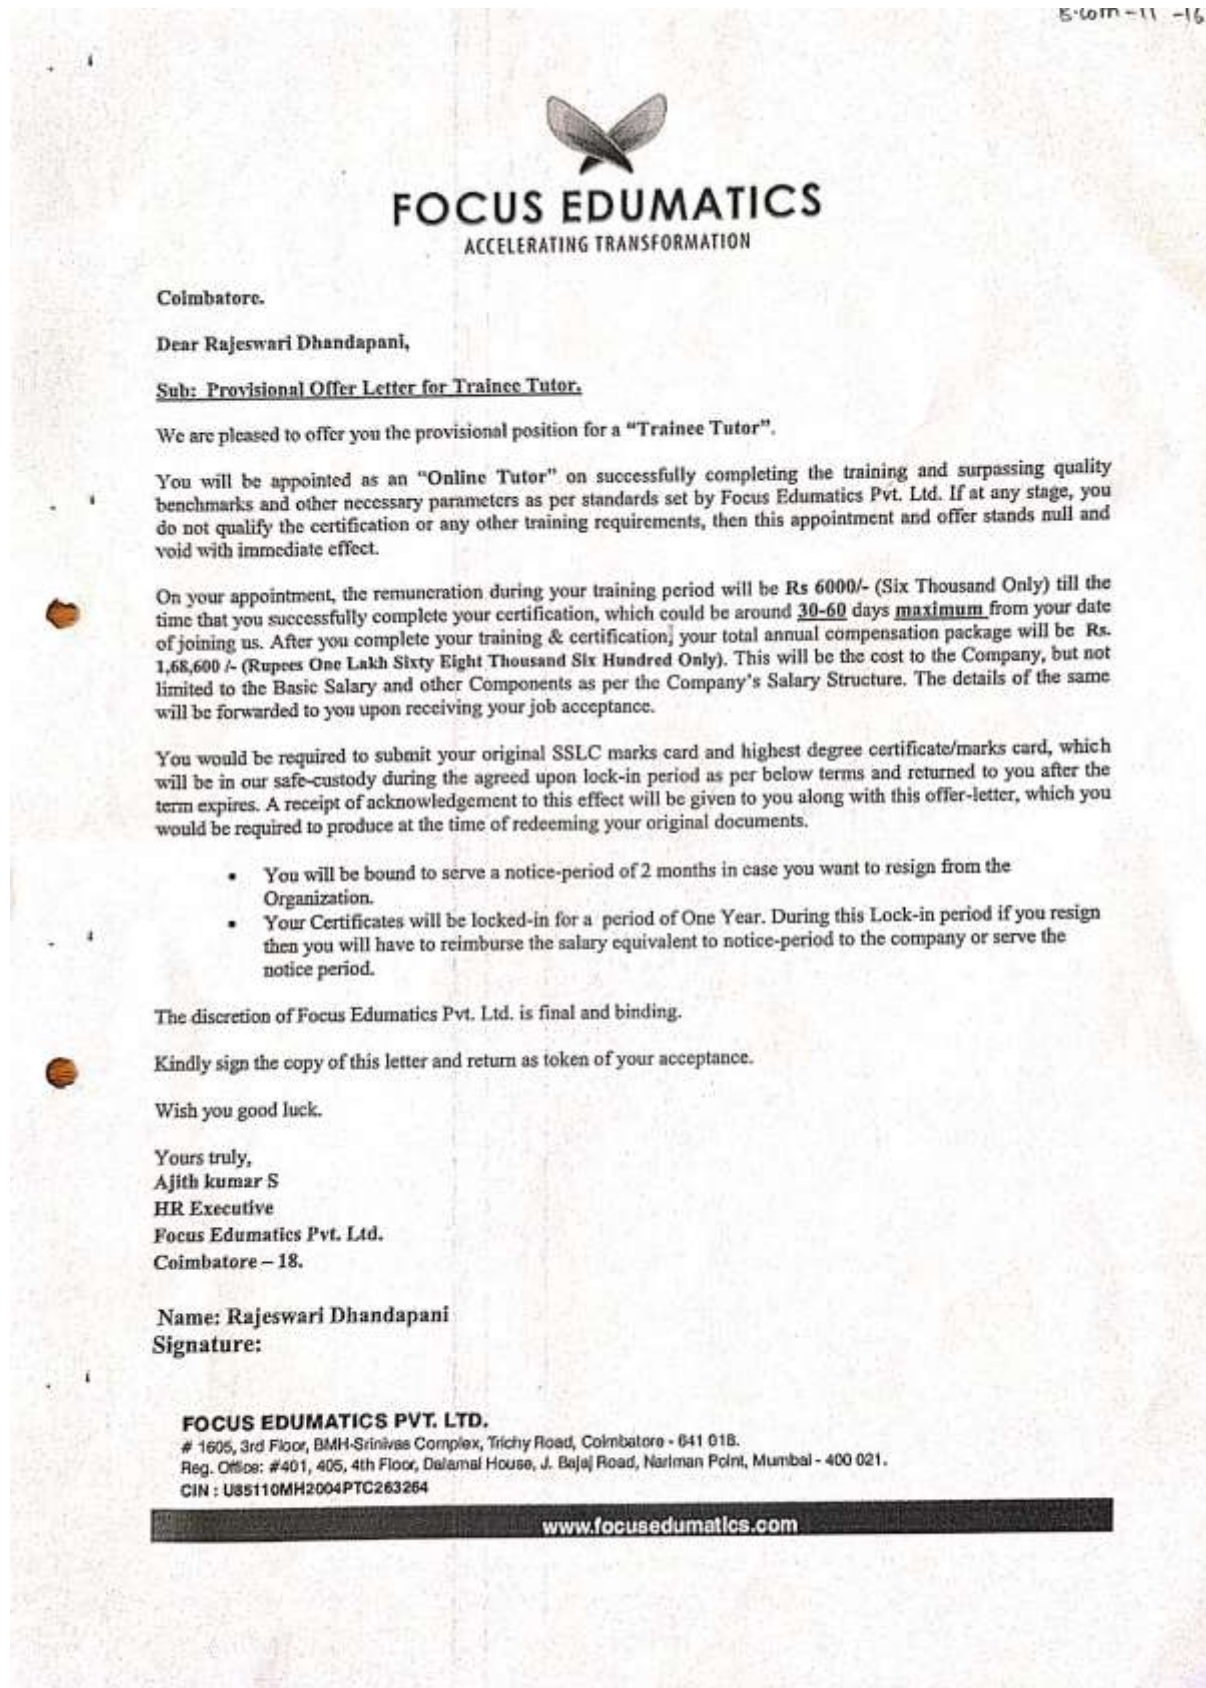 B.com-11 -16
FOCUS EDUMATICS
ACCELERATING TRANSFORMATION
Coimbatore.
Dear Rajeswari Dhandapani,
Sub: Provisional Offer Letter for Trainee Tutor.
We are pleased to offer you the provisional position for a “Trainee Tutor”.
You will be appointed as an “Online Tutor” on successfully completing the training and surpassing quality
benchmarks and other necessary parameters as per standards set by Focus Edumatics Pvt. Ltd. If at any stage, you
do not qualify the certification or any other training requirements, then this appointment and offer stands null and
void with immediate effect.
On your appointment, the remuneration during your training period will be Rs 6000/- (Six Thousand Only) till the
time that you successfully complete your certification, which could be around 30-60 days maximum from your date
of joining us. After you complete your training & certification, your total annual compensation package will be Rs.
1,68,600 /- (Rupees One Lakh Sixty Eight Thousand Six Hundred Only). This will be the cost to the Company, but not
limited to the Basic Salary and other Components as per the Company's Salary Structure. The details of the same
will be forwarded to you upon receiving your job acceptance.
You would be required to submit your original SSLC marks card and highest degree certificate/marks card, which
will be in our safe-custody during the agreed upon lock-in period as per below terms and returned to you after the
term expires. A receipt of acknowledgement to this effect will be given to you along with this offer-letter, which you
would be required to produce at the time of redeeming your original documents.
• You will be bound to serve a notice-period of 2 months in case you want to resign from the
Organization.
• Your Certificates will be locked-in for a period of One Year. During this Lock-in period if you resign
then you will have to reimburse the salary equivalent to notice-period to the company or serve the
notice period.
The discretion of Focus Edumatics Pvt. Ltd. is final and binding.
Kindly sign the copy of this letter and return as token of your acceptance.
Wish you good luck.
Yours truly,
Ajith kumar S
HR Executive
Focus Edumatics Pvt. Ltd.
Coimbatore – 18.
Name: Rajeswari Dhandapani
Signature:
FOCUS EDUMATICS PVT. LTD.
# 1605, 3rd Floor, BMH-Srinivas Complex, Trichy Road, Coimbatore - 641 018.
Reg. Office: #401, 405, 4th Floor, Dalamal House, J. Bajaj Road, Nariman Point, Mumbai - 400 021.
CIN : U85110MH2004PTC263264
www.focusedumatics.com